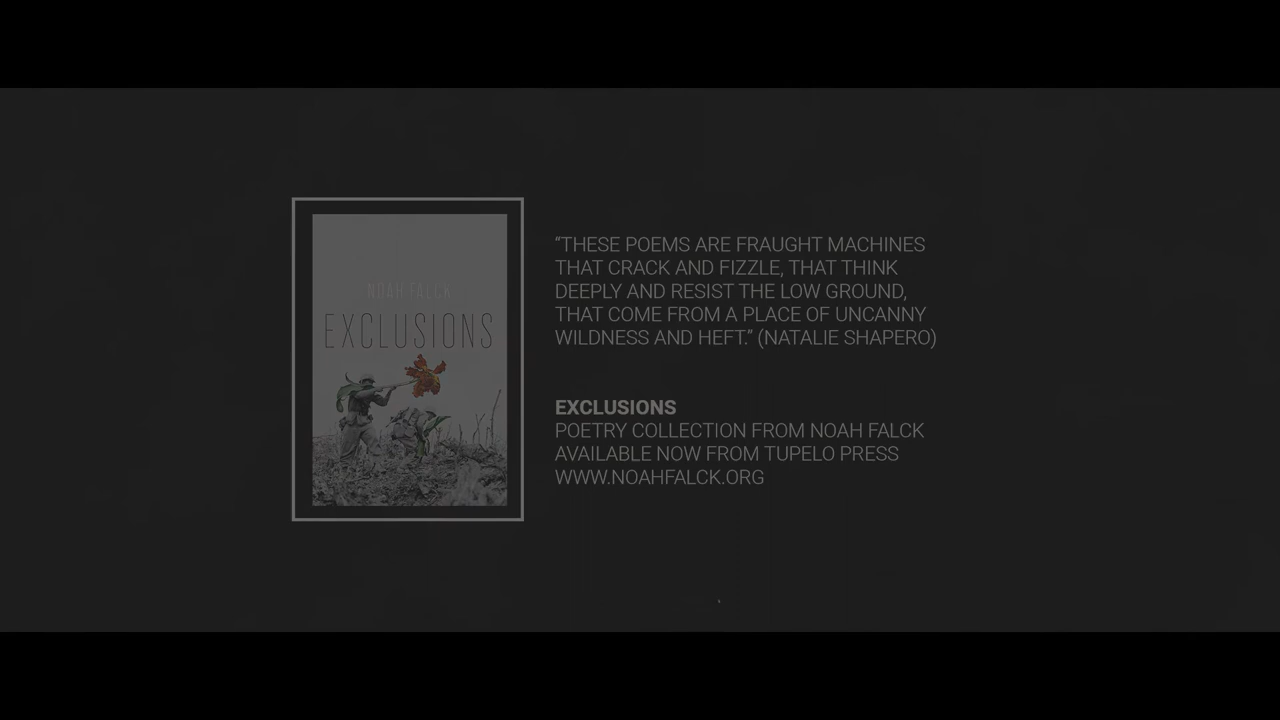 NOAH FALCK
EXCLUSIONS
“THESE POEMS ARE FRAUGHT MACHINES
THAT CRACK AND FIZZLE, THAT THINK
DEEPLY AND RESIST THE LOW GROUND,
THAT COME FROM A PLACE OF UNCANNY
WILDNESS AND HEFT.” (NATALIE SHAPERO)
EXCLUSIONS
POETRY COLLECTION FROM NOAH FALCK
AVAILABLE NOW FROM TUPELO PRESS
WWW.NOAHFALCK.ORG